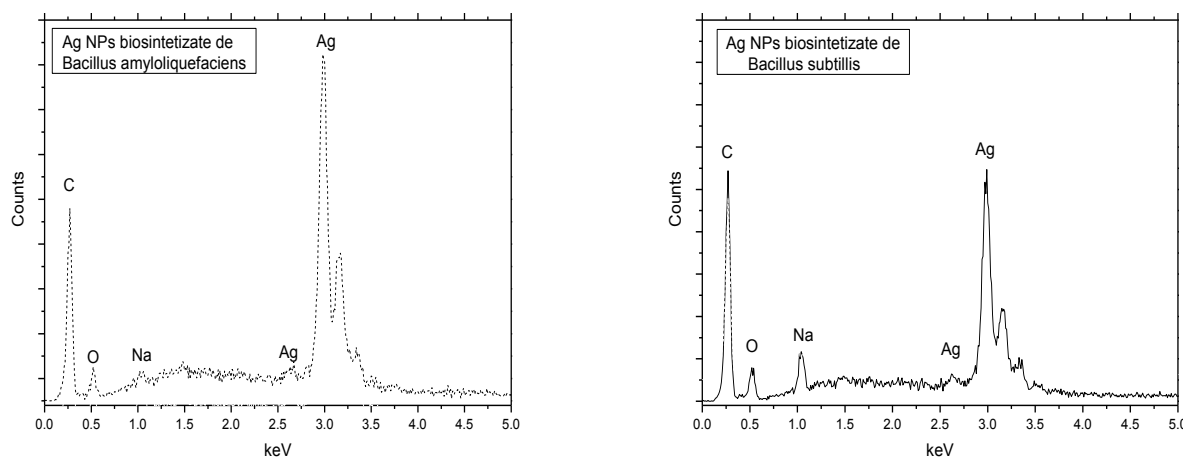 Ag NPs biosintetizate de
Bacillus amyloliquefaciens
Ag
C
O
Na
Ag
Counts
0.0 0.5 1.0 1.5 2.0 2.5 3.0 3.5 4.0 4.5 5.0
keV
Ag NPs biosintetizate de
Bacillus subtillis
C
Ag
O
Na
Ag
Counts
0.0 0.5 1.0 1.5 2.0 2.5 3.0 3.5 4.0 4.5 5.0
keV